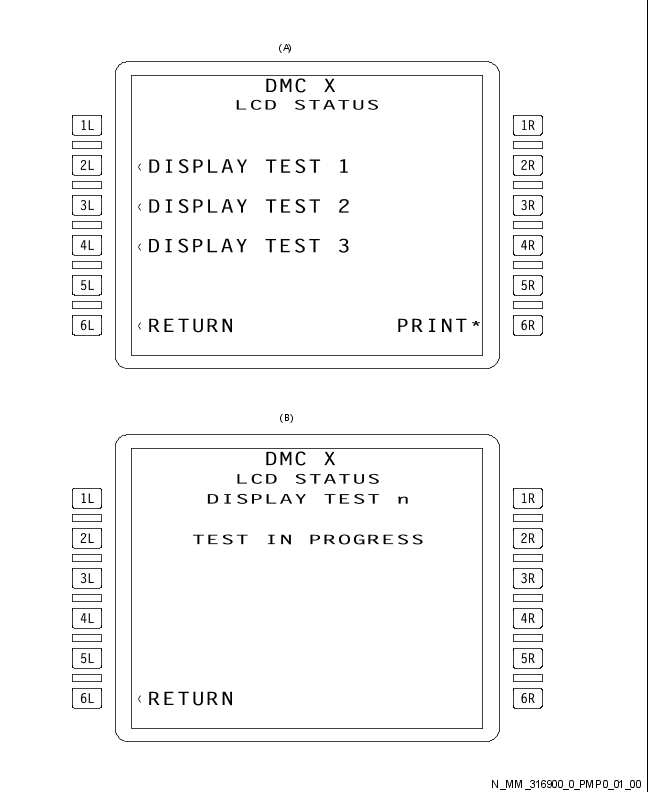 (A)
DMC X
LCD STATUS
1L 1R
2L <DISPLAY TEST 1 2R
3L <DISPLAY TEST 2 3R
4L <DISPLAY TEST 3 4R
5L 5R
6L <RETURN PRINT* 6R
(B)
DMC X
LCD STATUS
1L DISPLAY TEST n 1R
2L TEST IN PROGRESS 2R
3L 3R
4L 4R
5L 5R
6L <RETURN 6R
N_MM_316900_0_PMP0_01_00